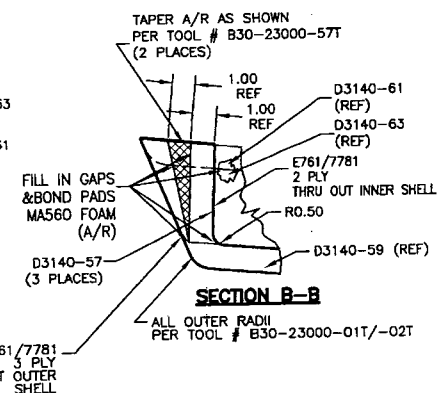 TAPER A/R AS SHOWN
PER TOOL # B30-23000-57T
(2 PLACES)
1.00
REF
1.00
REF
D3140-61
(REF)
D3140-63
(REF)
E761/7781
2 PLY
THRU OUT INNER SHELL
R0.50
D3140-59 (REF)
FILL IN GAPS
&BOND PADS
MA560 FOAM
(A/R)
D3140-57
(3 PLACES)
SECTION B-B
ALL OUTER RADII
PER TOOL # B30-23000-01T/-02T
61/7781
3 PLY
T OUTER
SHELL
63